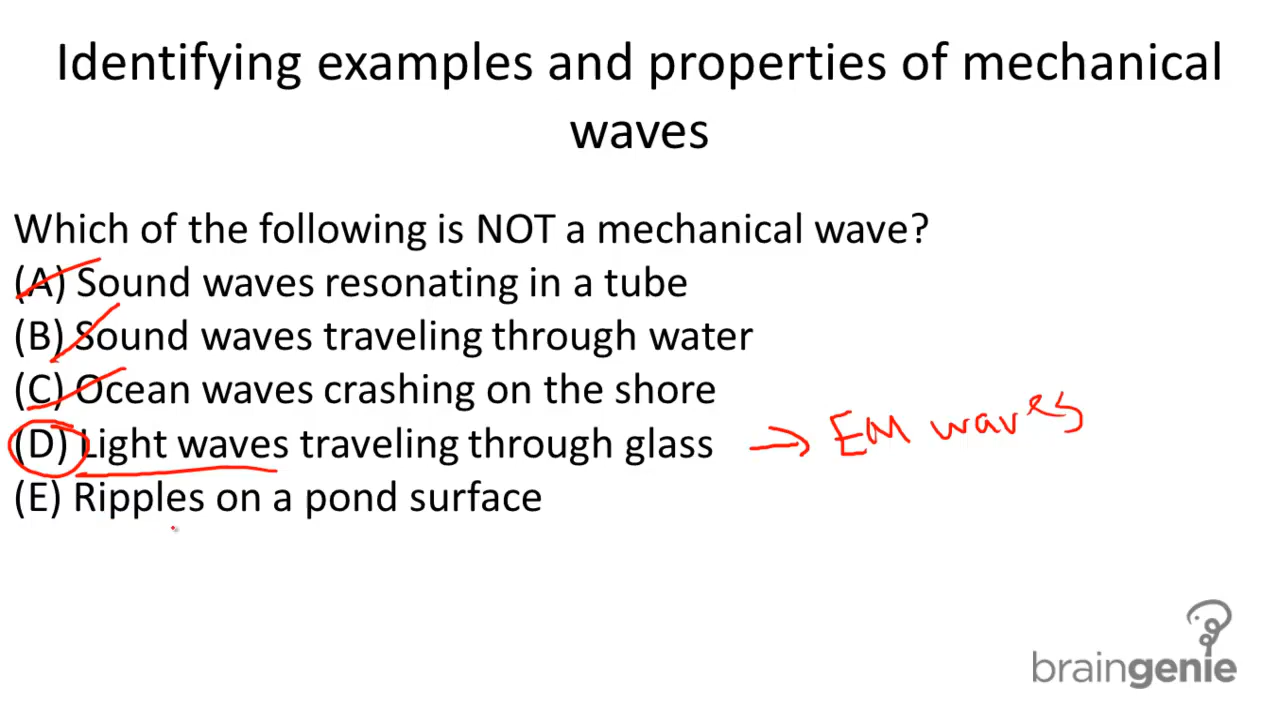 Identifying examples and properties of mechanical
waves
Which of the following is NOT a mechanical wave?
(A) Sound waves resonating in a tube
(B) Sound waves traveling through water
(C) Ocean waves crashing on the shore
(D) Light waves traveling through glass → EM waves
(E) Ripples on a pond surface
braingenie